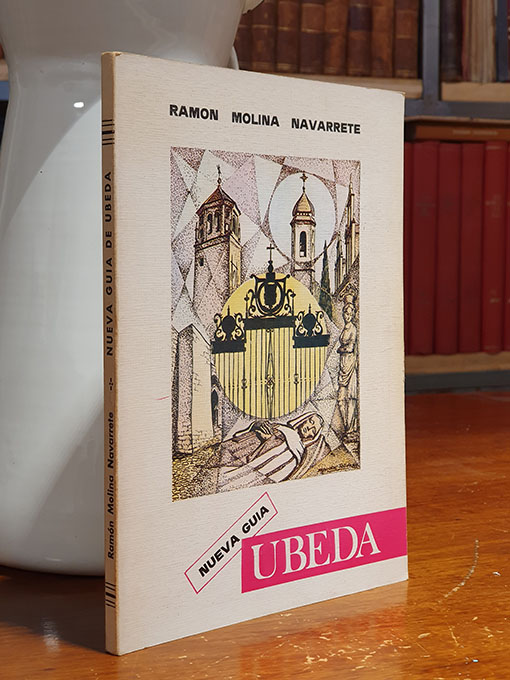 RAMON MOLINA NAVARRETE
NUEVA GUIA
UBEDA
Ramón Molina Navarrete -:- NUEVA GUIA DE UBEDA